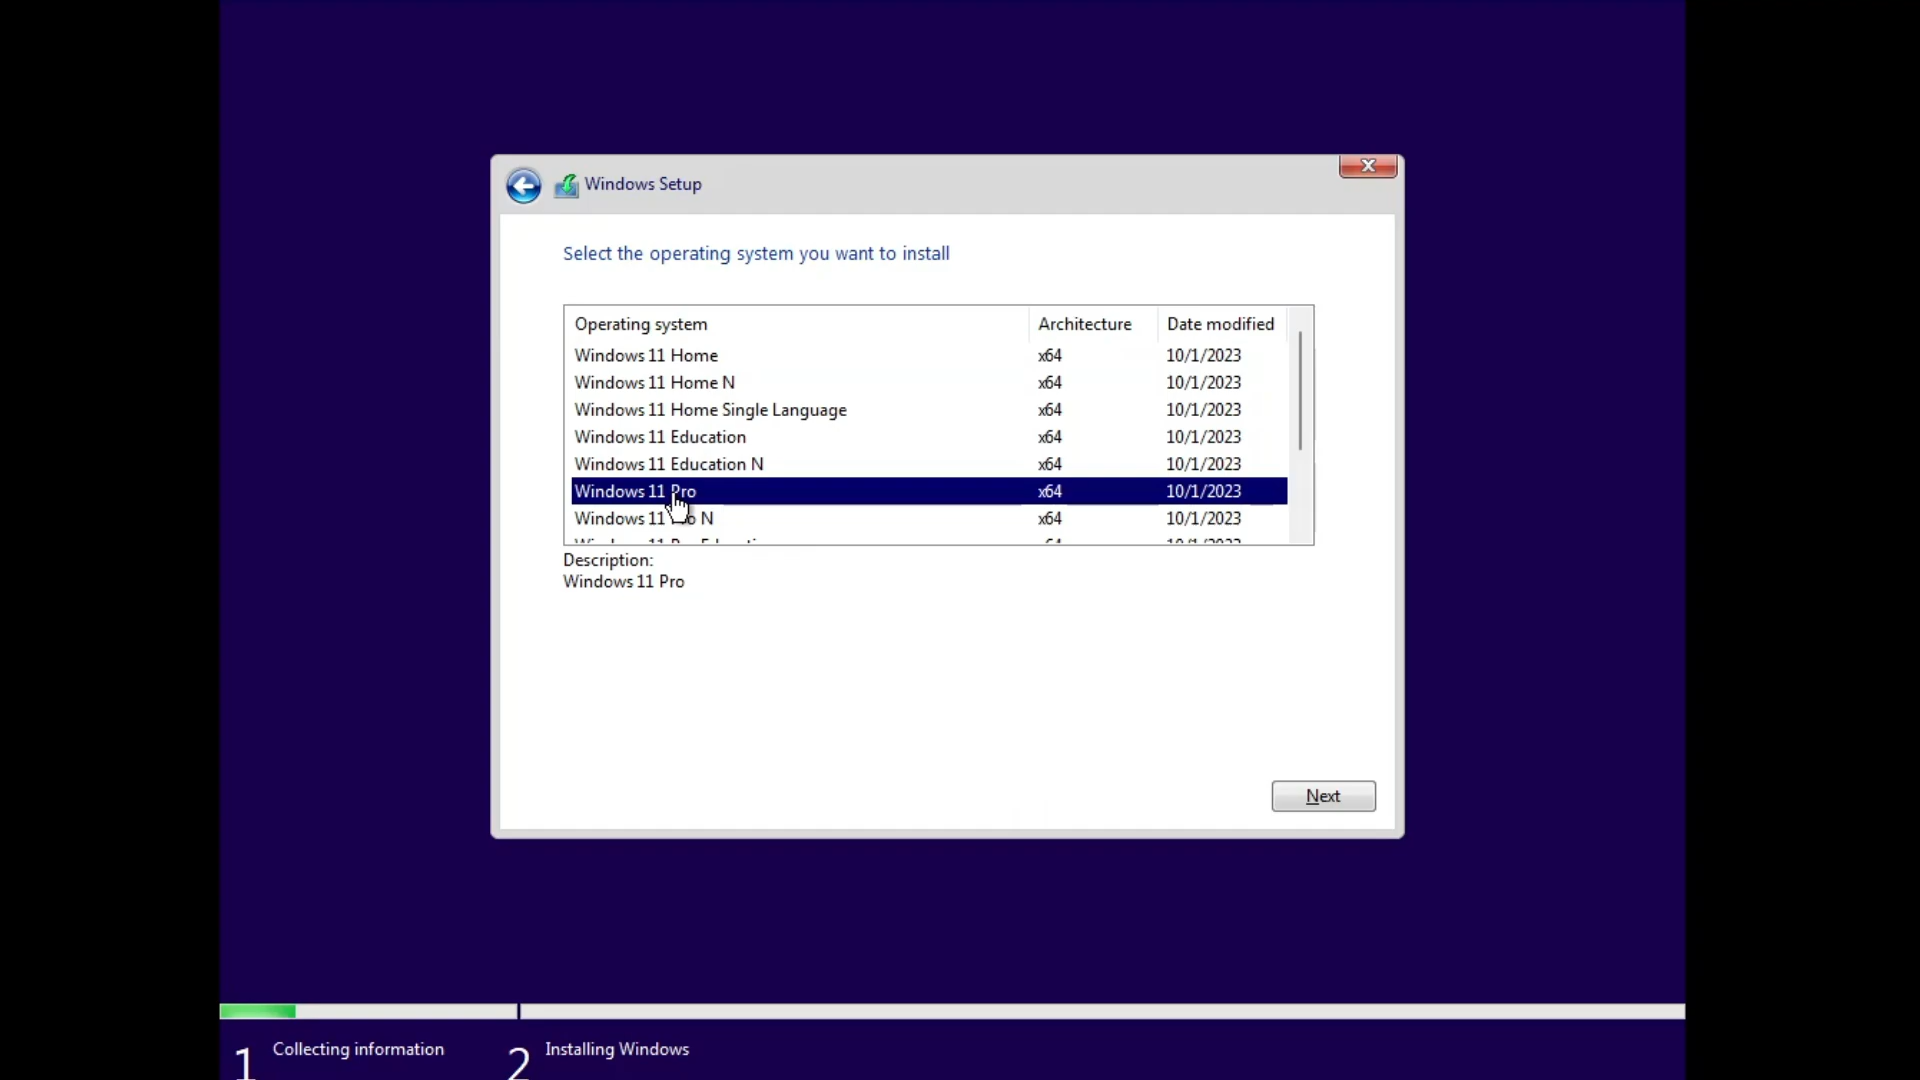 Windows Setup
Select the operating system you want to install
Operating system Architecture Date modified
Windows 11 Home x64 10/1/2023
Windows 11 Home N x64 10/1/2023
Windows 11 Home Single Language x64 10/1/2023
Windows 11 Education x64 10/1/2023
Windows 11 Education N x64 10/1/2023
Windows 11 Pro x64 10/1/2023
Windows 11 Pro N x64 10/1/2023
Description:
Windows 11 Pro
Next
1 Collecting information 2 Installing Windows